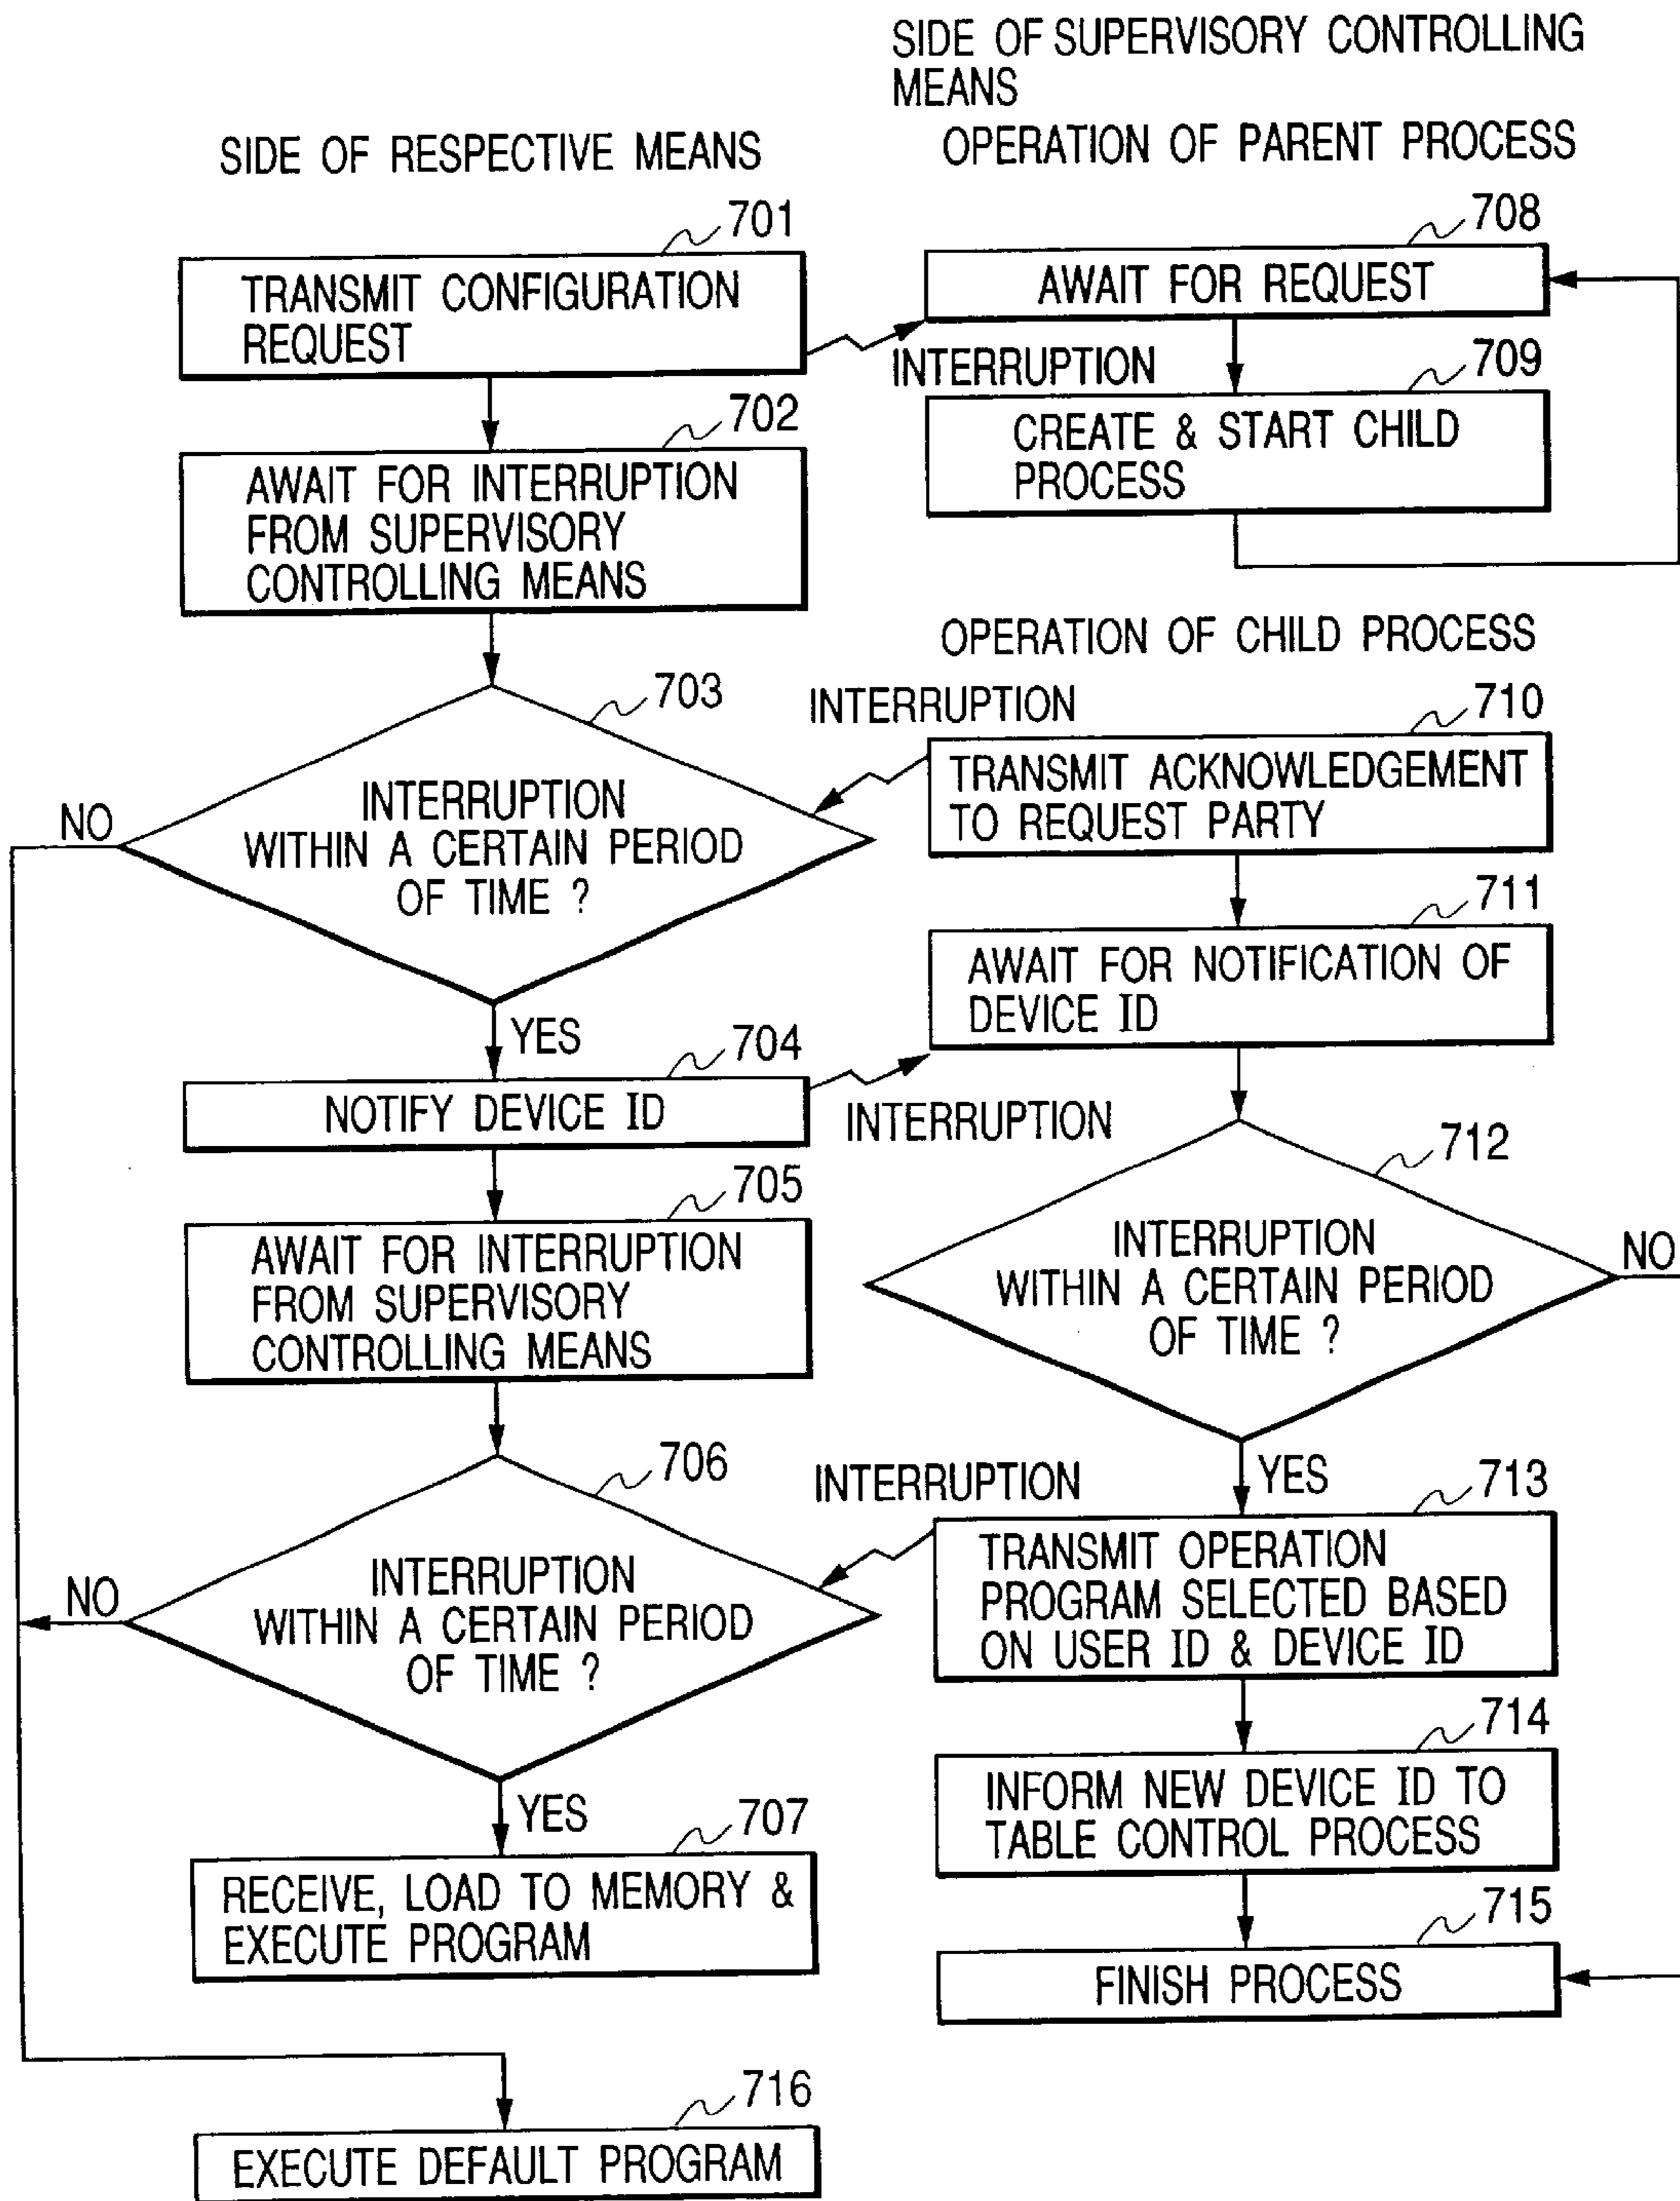 SIDE OF SUPERVISORY CONTROLLING
MEANS
SIDE OF RESPECTIVE MEANS
OPERATION OF PARENT PROCESS
701
TRANSMIT CONFIGURATION
REQUEST
708
AWAIT FOR REQUEST
INTERRUPTION
709
CREATE & START CHILD
PROCESS
702
AWAIT FOR INTERRUPTION
FROM SUPERVISORY
CONTROLLING MEANS
OPERATION OF CHILD PROCESS
703
INTERRUPTION
WITHIN A CERTAIN PERIOD
OF TIME ?
NO
YES
INTERRUPTION
710
TRANSMIT ACKNOWLEDGEMENT
TO REQUEST PARTY
711
AWAIT FOR NOTIFICATION OF
DEVICE ID
704
NOTIFY DEVICE ID
INTERRUPTION
712
INTERRUPTION
WITHIN A CERTAIN PERIOD
OF TIME ?
NO
YES
705
AWAIT FOR INTERRUPTION
FROM SUPERVISORY
CONTROLLING MEANS
706
INTERRUPTION
WITHIN A CERTAIN PERIOD
OF TIME ?
NO
YES
INTERRUPTION
713
TRANSMIT OPERATION
PROGRAM SELECTED BASED
ON USER ID & DEVICE ID
714
INFORM NEW DEVICE ID TO
TABLE CONTROL PROCESS
707
RECEIVE, LOAD TO MEMORY &
EXECUTE PROGRAM
715
FINISH PROCESS
716
EXECUTE DEFAULT PROGRAM